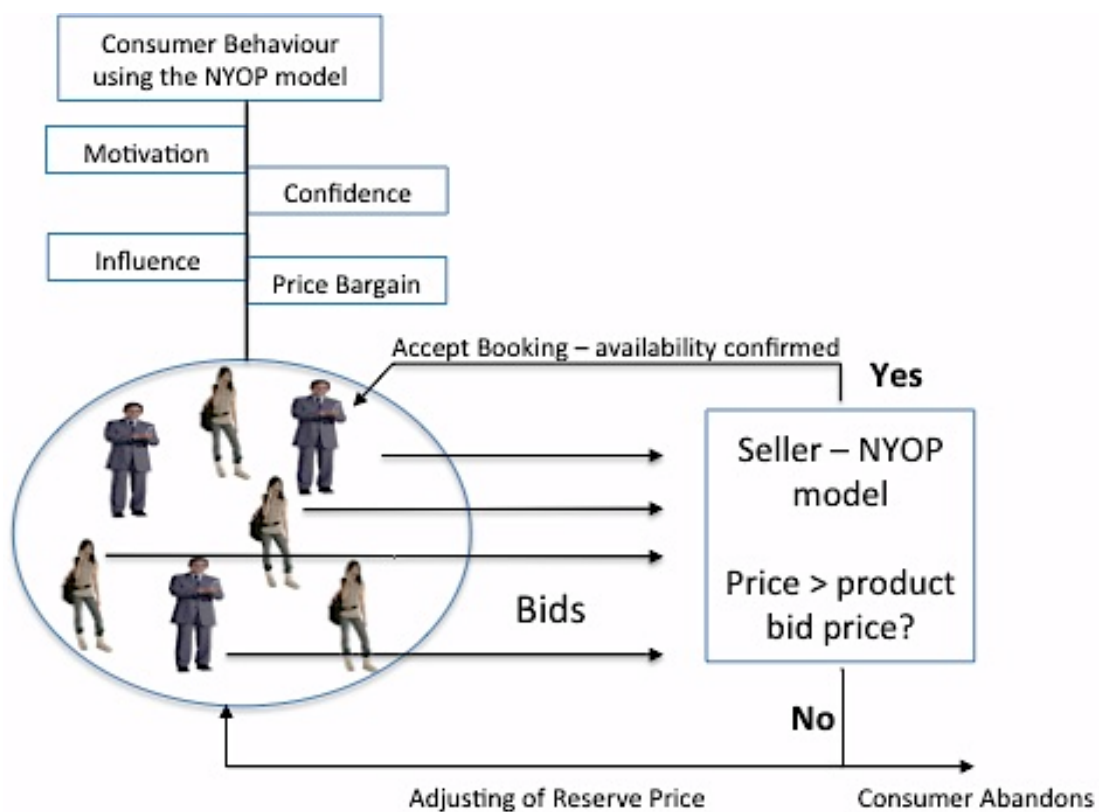 Consumer Behaviour
using the NYOP model
Motivation
Confidence
Influence
Price Bargain
Accept Booking – availability confirmed
Yes
Seller – NYOP
model
Price > product
bid price?
Bids
No
Adjusting of Reserve Price
Consumer Abandons